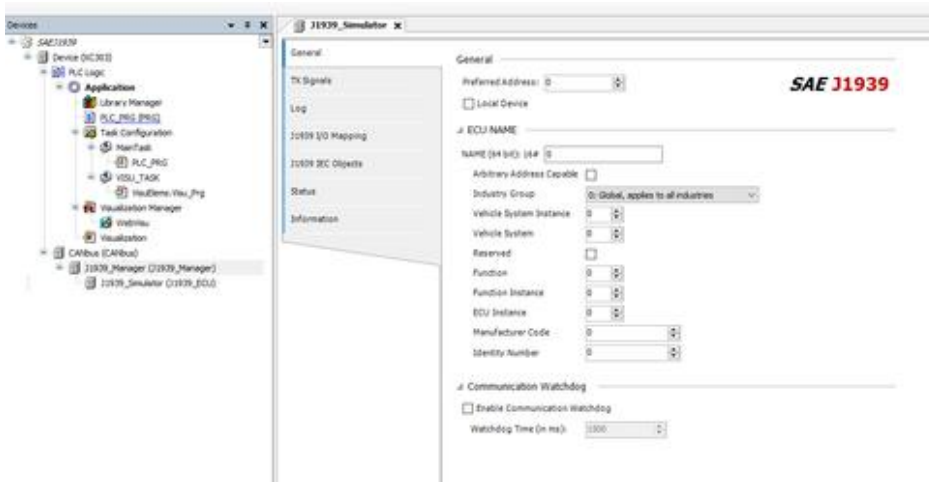 Devices
SAEJ1939
Device (XC303)
PLC Logic
Application
Library Manager
PLC_PRG (PRG)
Task Configuration
MainTask
PLC_PRG
VISU_TASK
VisuElems.Visu_Prg
Visualization Manager
WebVisu
Visualization
CANbus (CANbus)
J1939_Manager (J1939_Manager)
J1939_Simulator (J1939_ECU)
J1939_Simulator
General
TX Signals
Log
J1939 I/O Mapping
J1939 IEC Objects
Status
Information
General
Preferred Address: 0
SAE J1939
Local Device
ECU NAME
NAME (64 bit): 16# 0
Arbitrary Address Capable
Industry Group 0: Global, applies to all industries
Vehicle System Instance 0
Vehicle System 0
Reserved
Function 0
Function Instance 0
ECU Instance 0
Manufacturer Code 0
Identity Number 0
Communication Watchdog
Enable Communication Watchdog
Watchdog Time (in ms): 1000